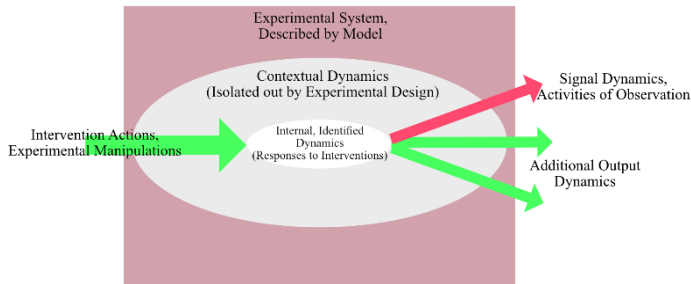 Experimental System,
Described by Model
Contextual Dynamics
(Isolated out by Experimental Design)
Signal Dynamics,
Activities of Observation
Intervention Actions,
Experimental Manipulations
Internal, Identified
Dynamics
(Responses to Interventions)
Additional Output
Dynamics